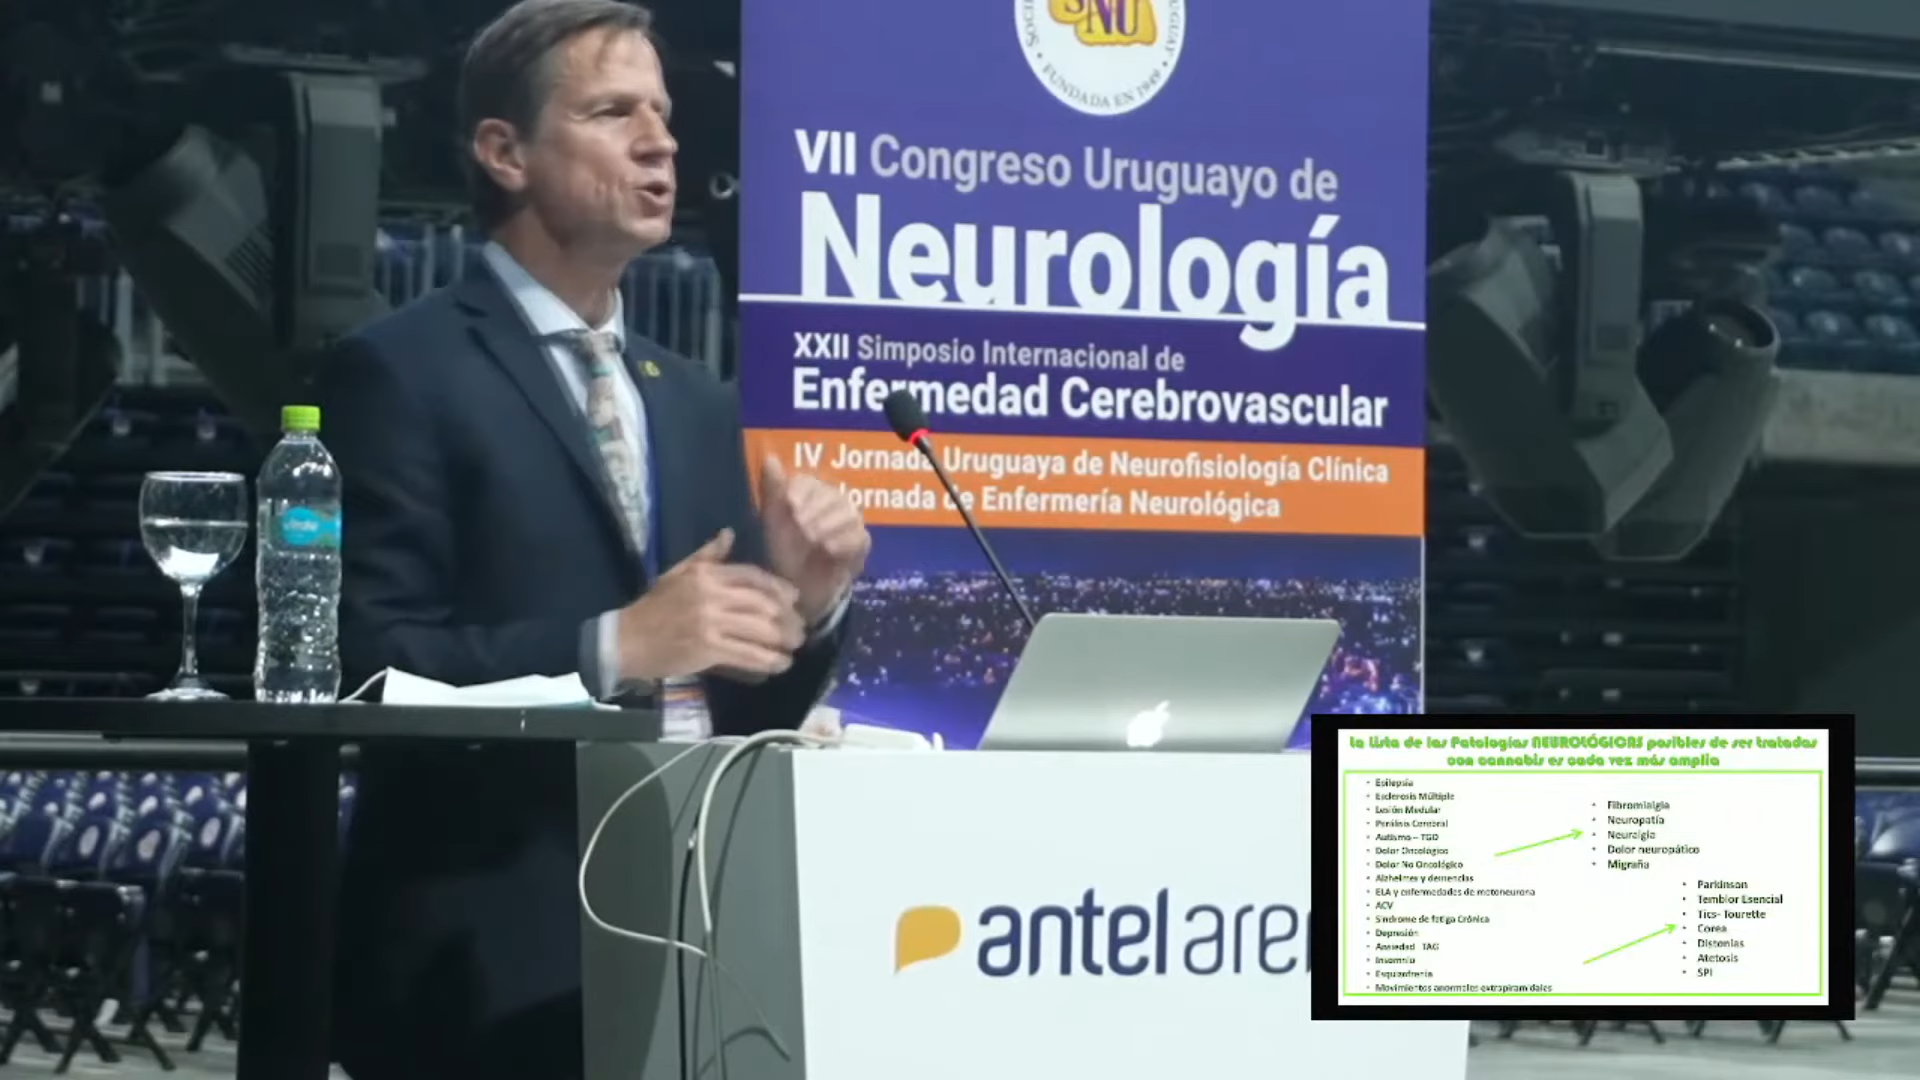 SNU
FUNDADA EN 1949
VII Congreso Uruguayo de
Neurología
XXII Simposio Internacional de
Enfermedad Cerebrovascular
IV Jornada Uruguaya de Neurofisiología Clínica
Jornada de Enfermería Neurológica
antel are
La Lista de las Patologías NEUROLÓGICAS posibles de ser tratadas
con cannabis es cada vez más amplia
• Epilepsia
• Esclerosis Múltiple
• Lesión Medular
• Parálisis Cerebral
• Autismo – TGD
• Dolor Oncológico
• Dolor No Oncológico
• Alzheimer y demencias
• ELA y enfermedades de motoneurona
• ACV
• Síndrome de fatiga Crónica
• Depresión
• Ansiedad TAG
• Insomnio
• Esquizofrenia
• Movimientos anormales extrapiramidales
• Fibromialgia
• Neuropatía
• Neuralgia
• Dolor neuropático
• Migraña
• Parkinson
• Temblor Esencial
• Tics- Tourette
• Corea
• Distonias
• Atetosis
• SPI